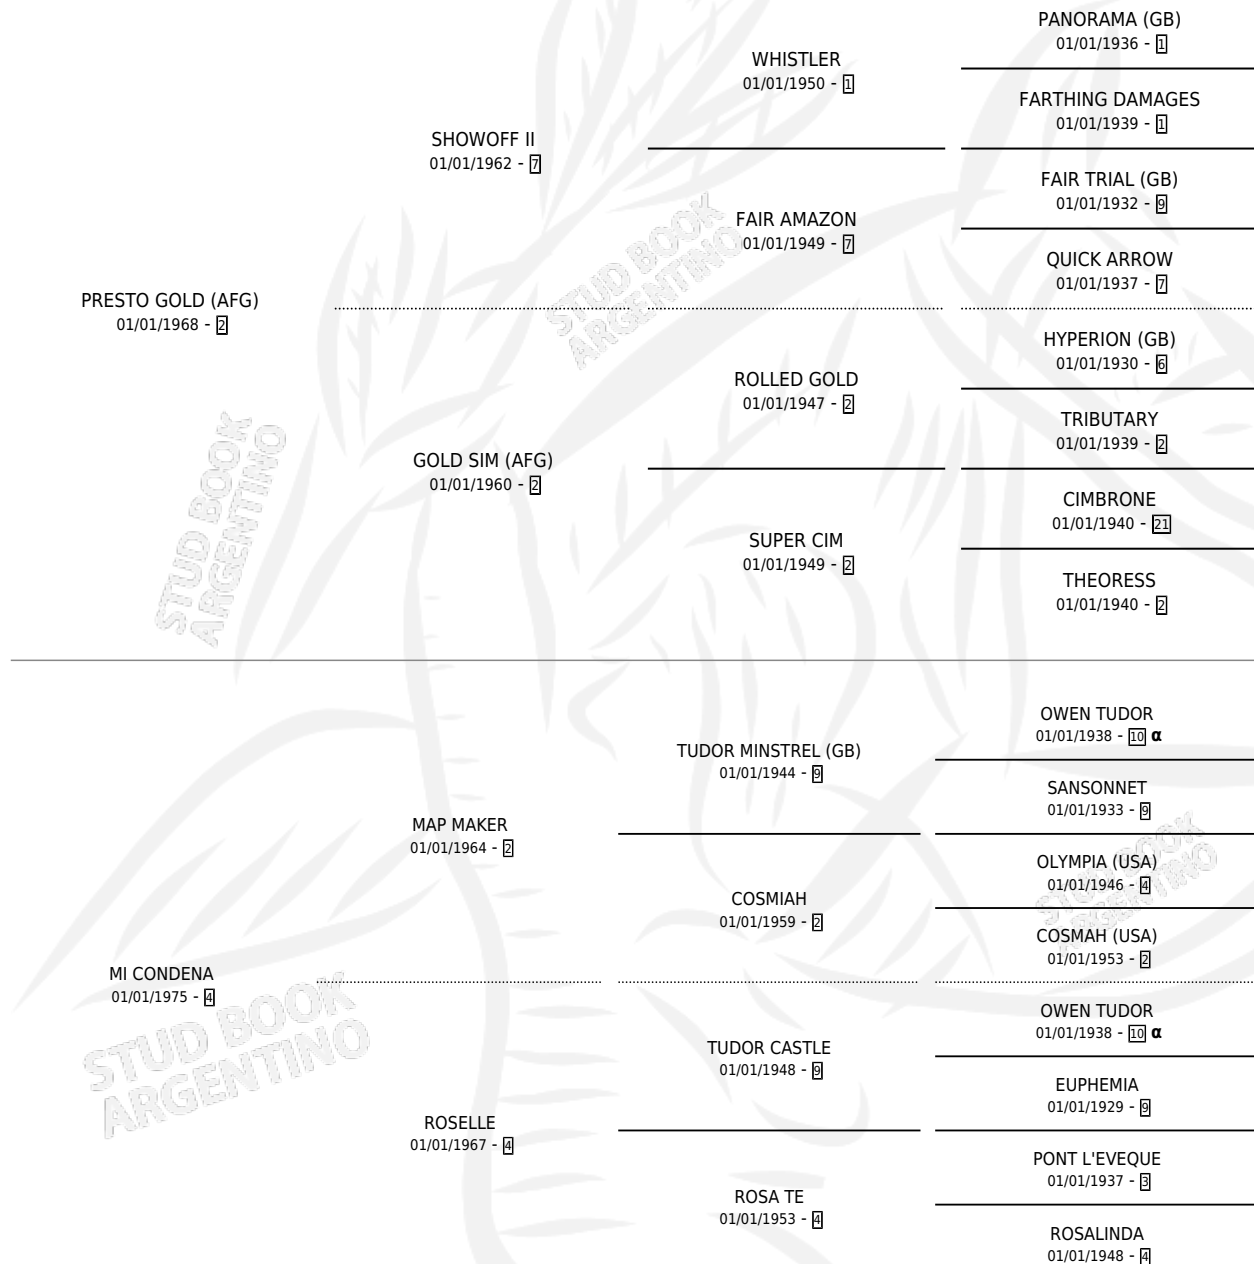 PANORAMA (GB)
01/01/1936 - 1
WHISTLER
01/01/1950 - 1
FARTHING DAMAGES
01/01/1939 - 1
SHOWOFF II
01/01/1962 - 7
FAIR TRIAL (GB)
01/01/1932 - 9
FAIR AMAZON
01/01/1949 - 7
QUICK ARROW
01/01/1937 - 7
PRESTO GOLD (AFG)
01/01/1968 - 2
HYPERION (GB)
01/01/1930 - 6
ROLLED GOLD
01/01/1947 - 2
TRIBUTARY
01/01/1939 - 2
GOLD SIM (AFG)
01/01/1960 - 2
CIMBRONE
01/01/1940 - 21
SUPER CIM
01/01/1949 - 2
THEORESS
01/01/1940 - 2
STUD BOOK
ARGENTINO
STUD BOOK
ARGENTINO
OWEN TUDOR
01/01/1938 - 10 α
TUDOR MINSTREL (GB)
01/01/1944 - 9
SANSONNET
01/01/1933 - 9
MAP MAKER
01/01/1964 - 2
OLYMPIA (USA)
01/01/1946 - 4
COSMIAH
01/01/1959 - 2
COSMAH (USA)
01/01/1953 - 2
MI CONDENA
01/01/1975 - 4
OWEN TUDOR
01/01/1938 - 10 α
TUDOR CASTLE
01/01/1948 - 9
EUPHEMIA
01/01/1929 - 9
ROSELLE
01/01/1967 - 4
PONT L'EVEQUE
01/01/1937 - 3
ROSA TE
01/01/1953 - 4
ROSALINDA
01/01/1948 - 4
STUD BOOK
ARGENTINO
STUD BOOK
ARGENTINO